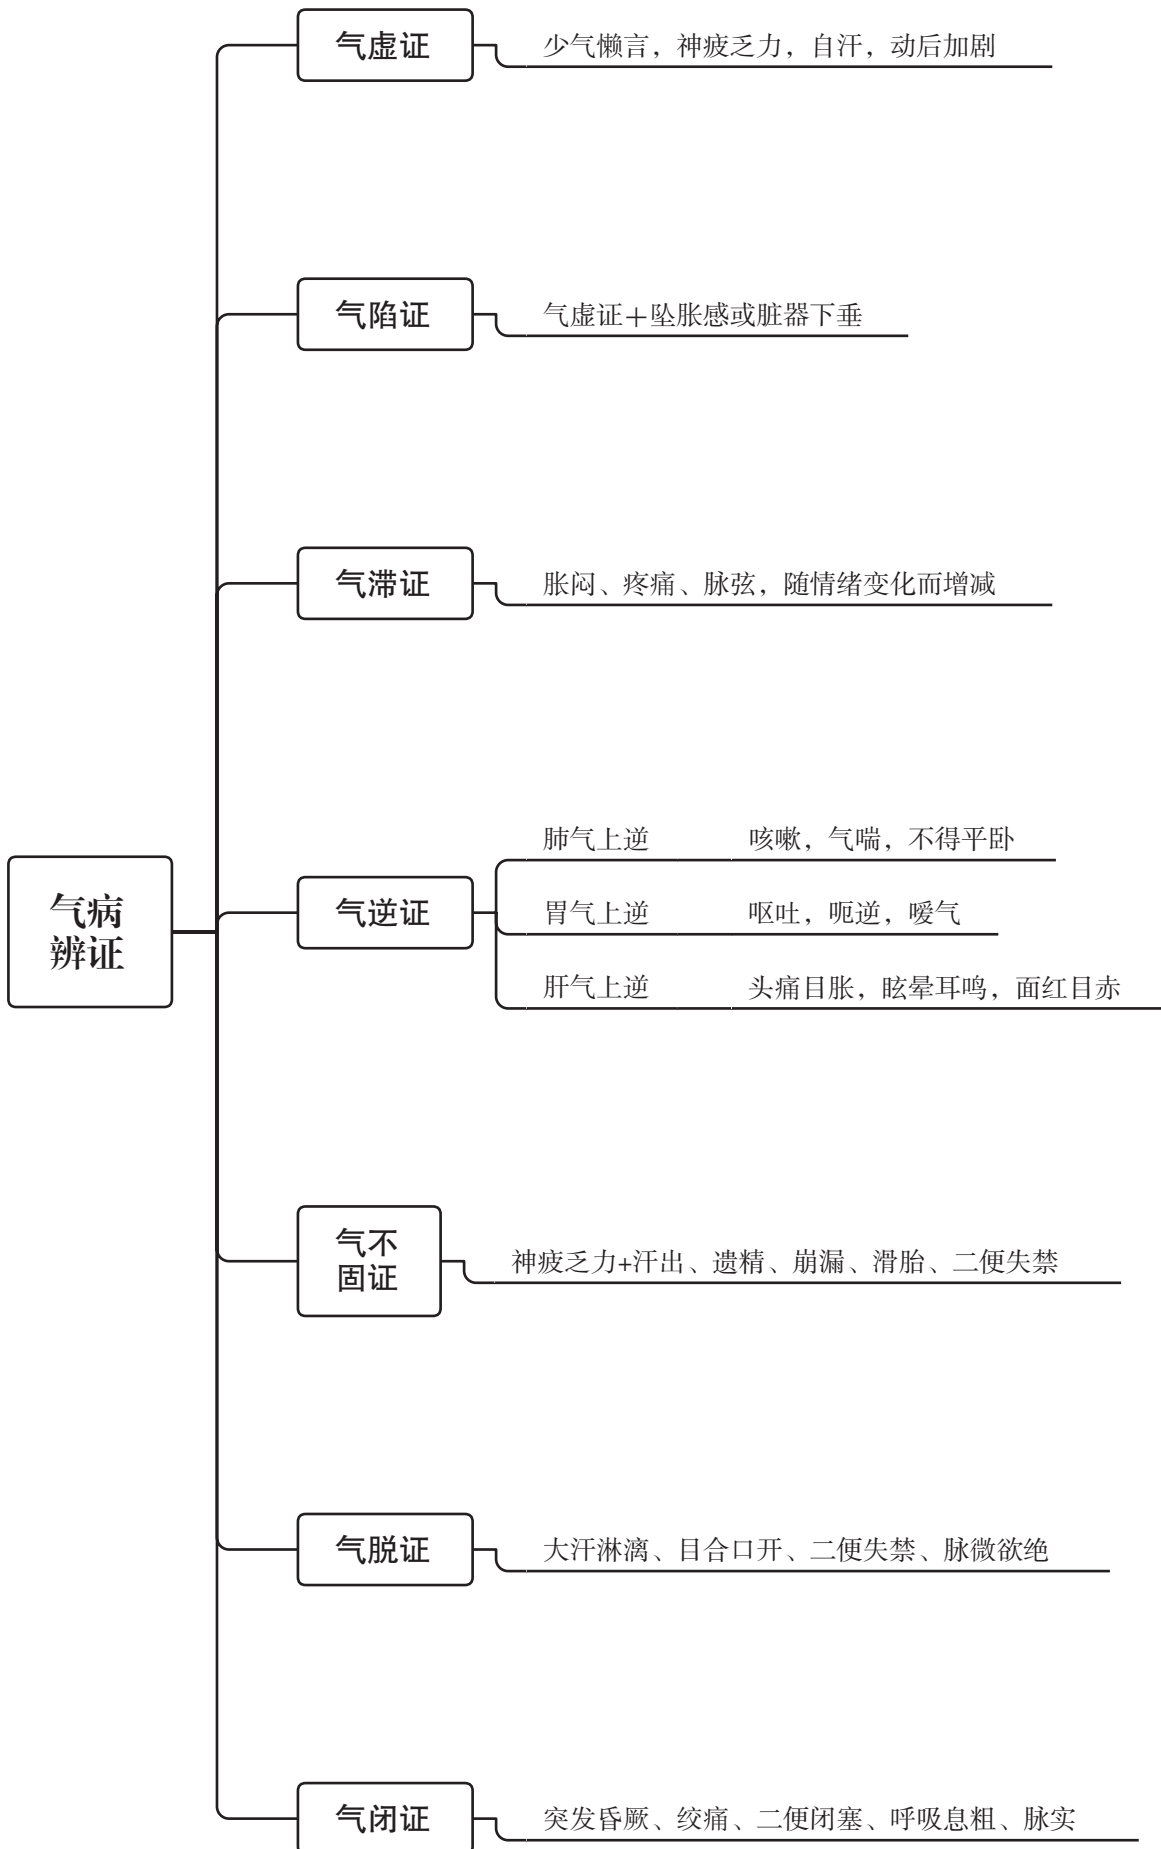 气虚证
少气懒言，神疲乏力，自汗，动后加剧
气陷证
气虚证＋坠胀感或脏器下垂
气滞证
胀闷、疼痛、脉弦，随情绪变化而增减
气病
辨证
气逆证
肺气上逆 咳嗽，气喘，不得平卧
胃气上逆 呕吐，呃逆，嗳气
肝气上逆 头痛目胀，眩晕耳鸣，面红目赤
气不
固证
神疲乏力+汗出、遗精、崩漏、滑胎、二便失禁
气脱证
大汗淋漓、目合口开、二便失禁、脉微欲绝
气闭证
突发昏厥、绞痛、二便闭塞、呼吸息粗、脉实